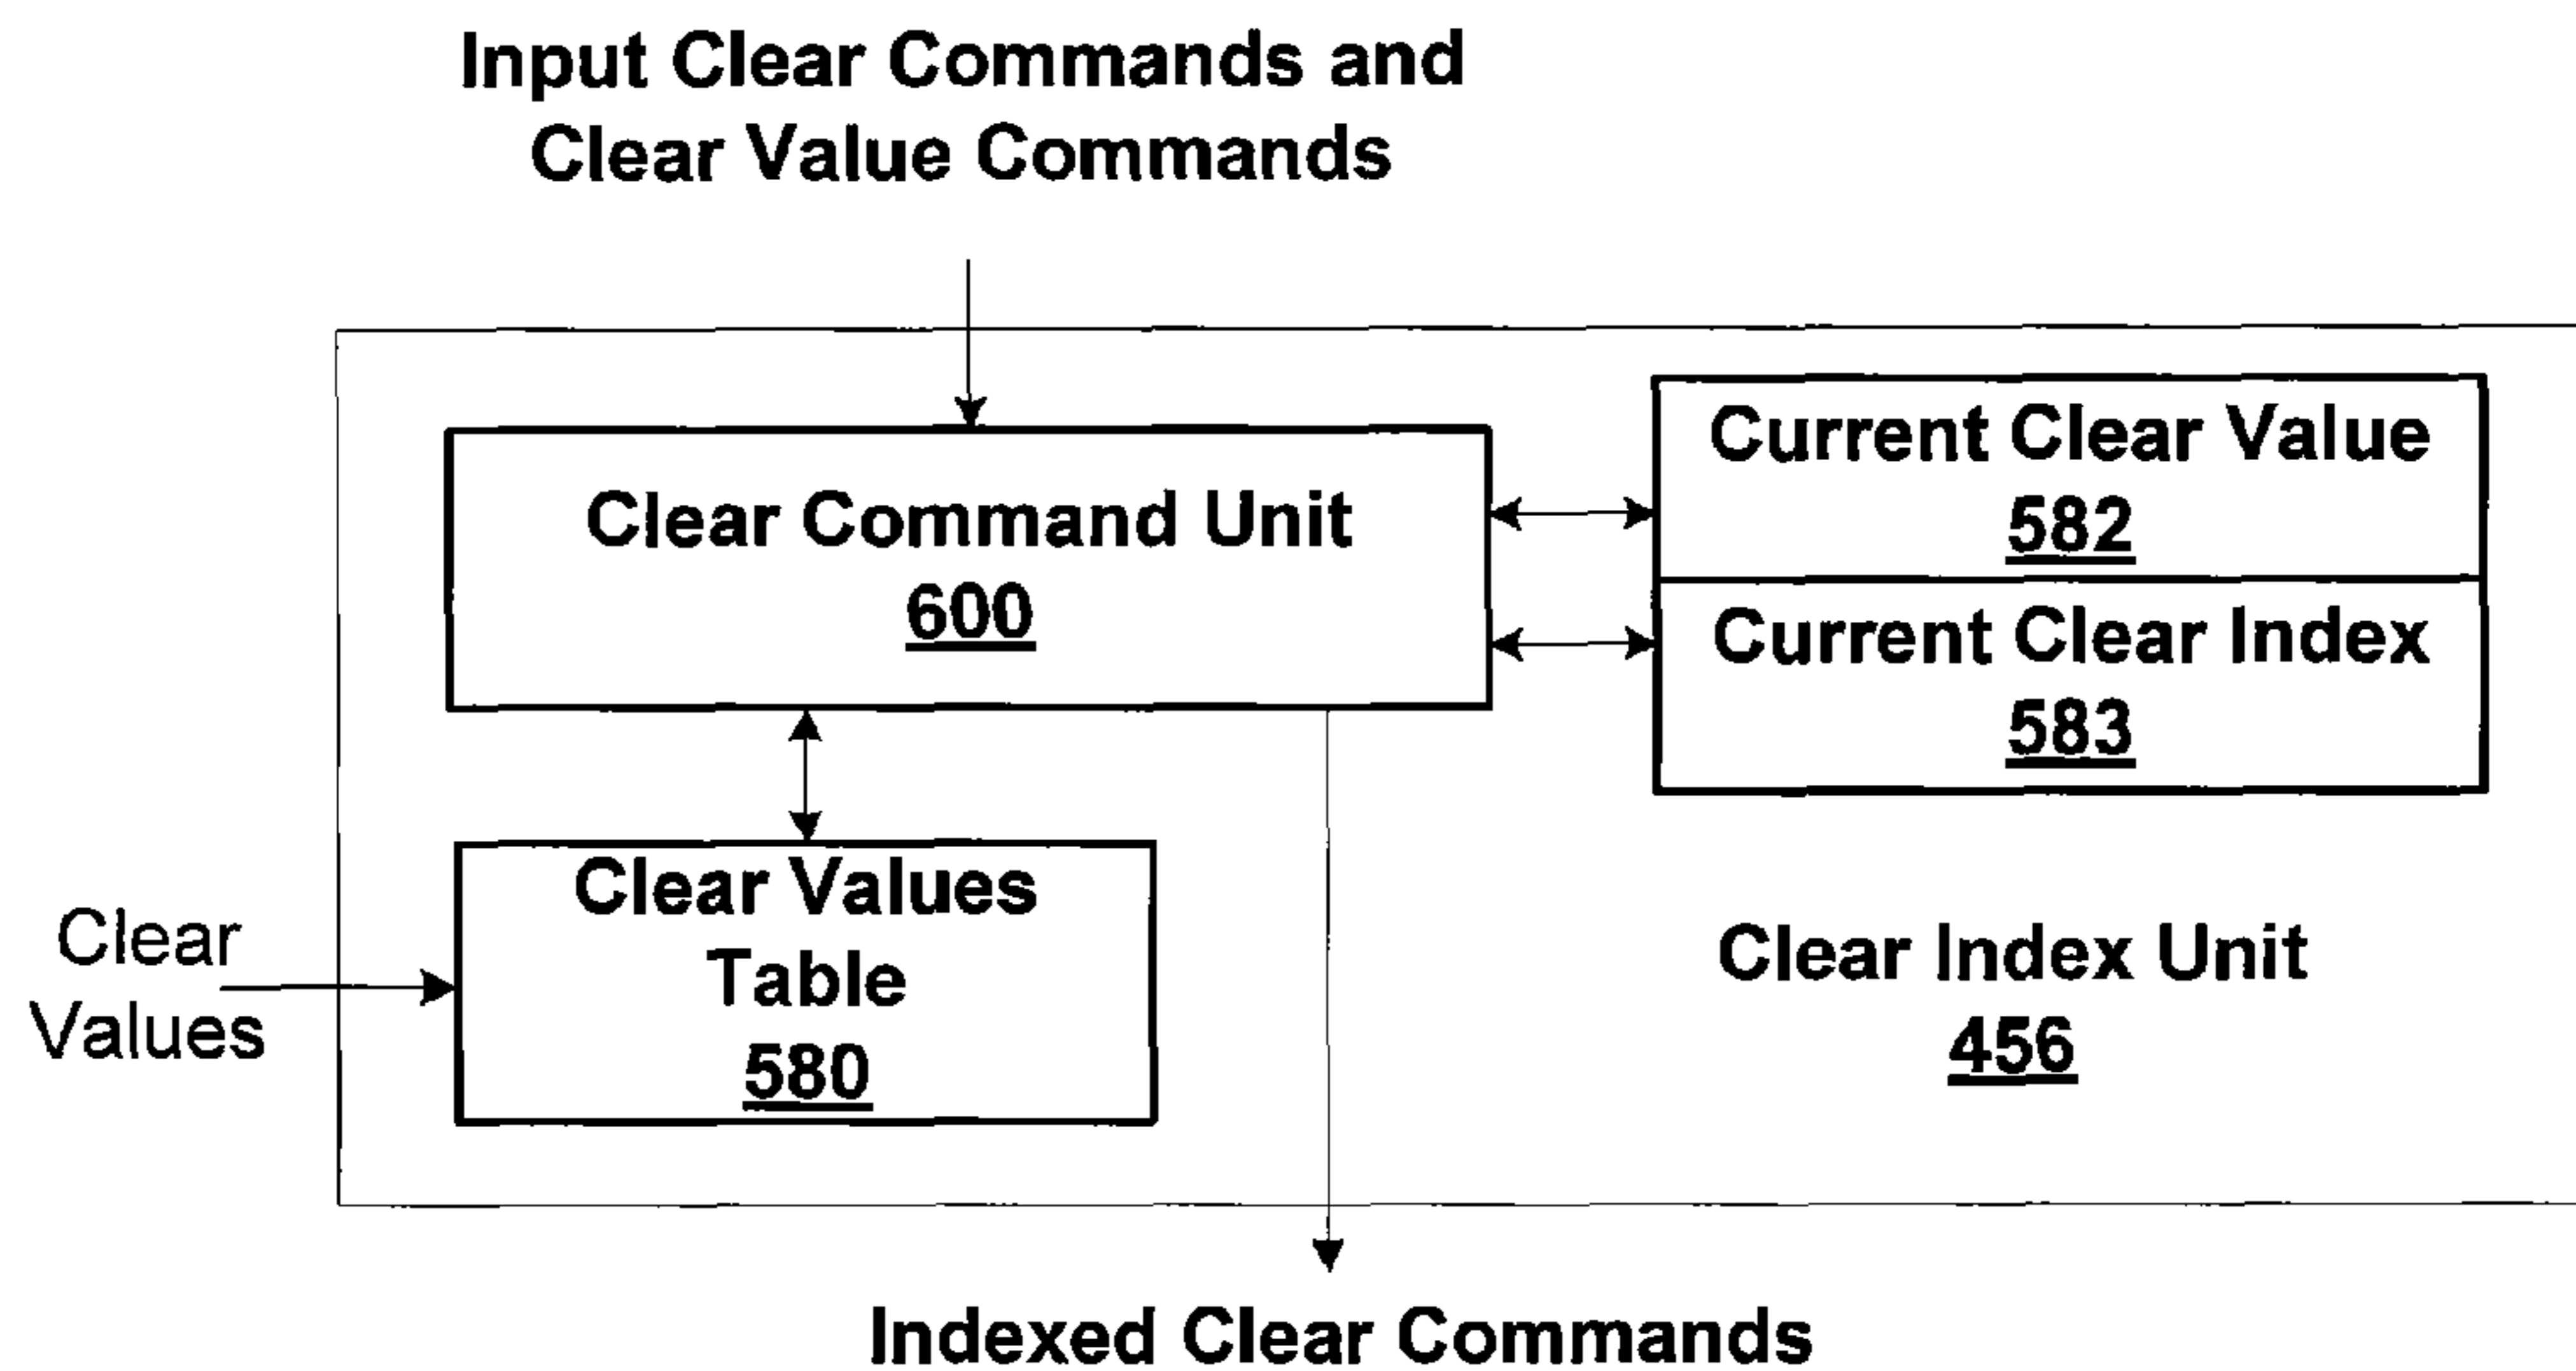 Input Clear Commands and
Clear Value Commands
Clear Command Unit
600
Current Clear Value
582
Current Clear Index
583
Clear Values
Table
580
Clear
Values
Clear Index Unit
456
Indexed Clear Commands